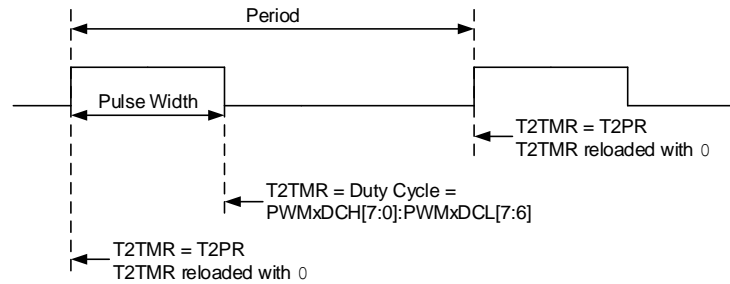 Period
Pulse Width
T2TMR = T2PR
T2TMR reloaded with 0
T2TMR = Duty Cycle =
PWMxDCH[7:0]:PWMxDCL[7:6]
T2TMR = T2PR
T2TMR reloaded with 0